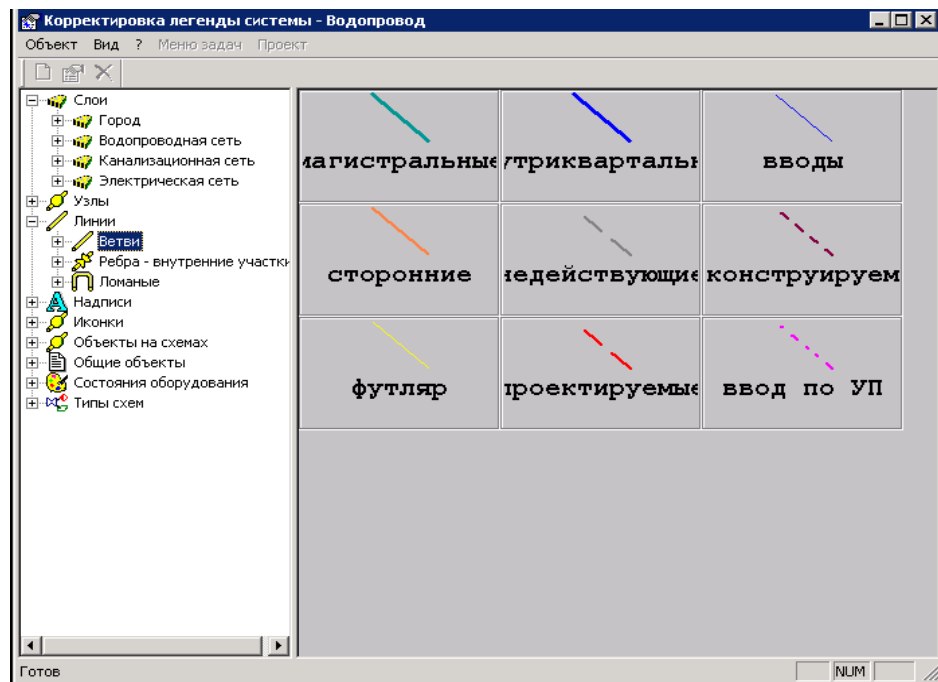 Корректировка легенды системы - Водопровод
Объект Вид ? Меню задач Проект
Слои
Город
Водопроводная сеть
Канализационная сеть
Электрическая сеть
Узлы
Линии
Ветви
Ребра - внутренние участки
Ломаные
Надписи
Иконки
Объекты на схемах
Общие объекты
Состояния оборудования
Типы схем
магистральные утриквартальн вводы
сторонние недействующие конструируем
футляр проектируемые ввод по УП
Готов
NUM